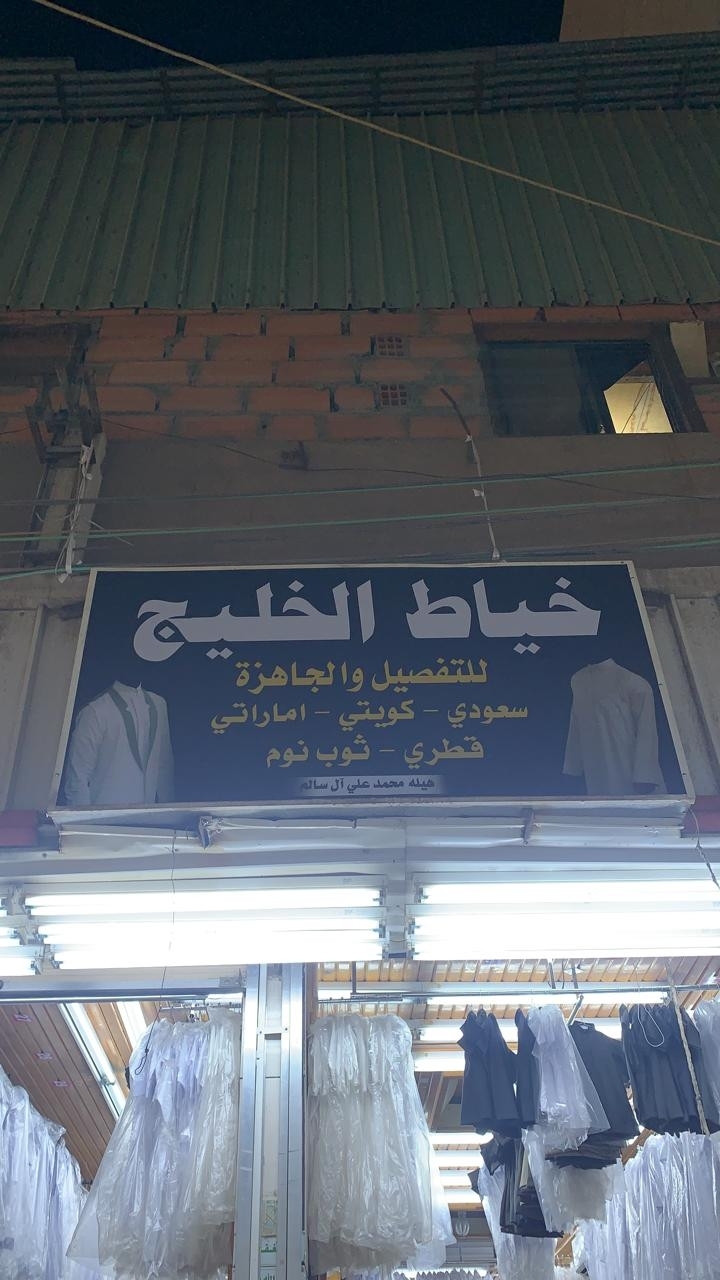 خياط الخليج
للتفصيل والجاهزة
سعودي - كويتي - اماراتي
قطري - ثوب نوم
هيله محمد علي آل سالم